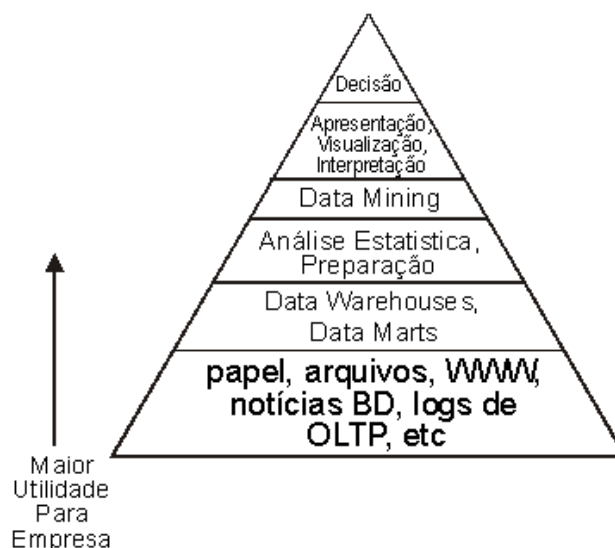 Decisão
Apresentação,
Visualização,
Interpretação
Data Mining
Análise Estatistica,
Preparação
Data Warehouses,
Data Marts
papel, arquivos, WWW,
notícias BD, logs de
OLTP, etc
Maior
Utilidade
Para
Empresa